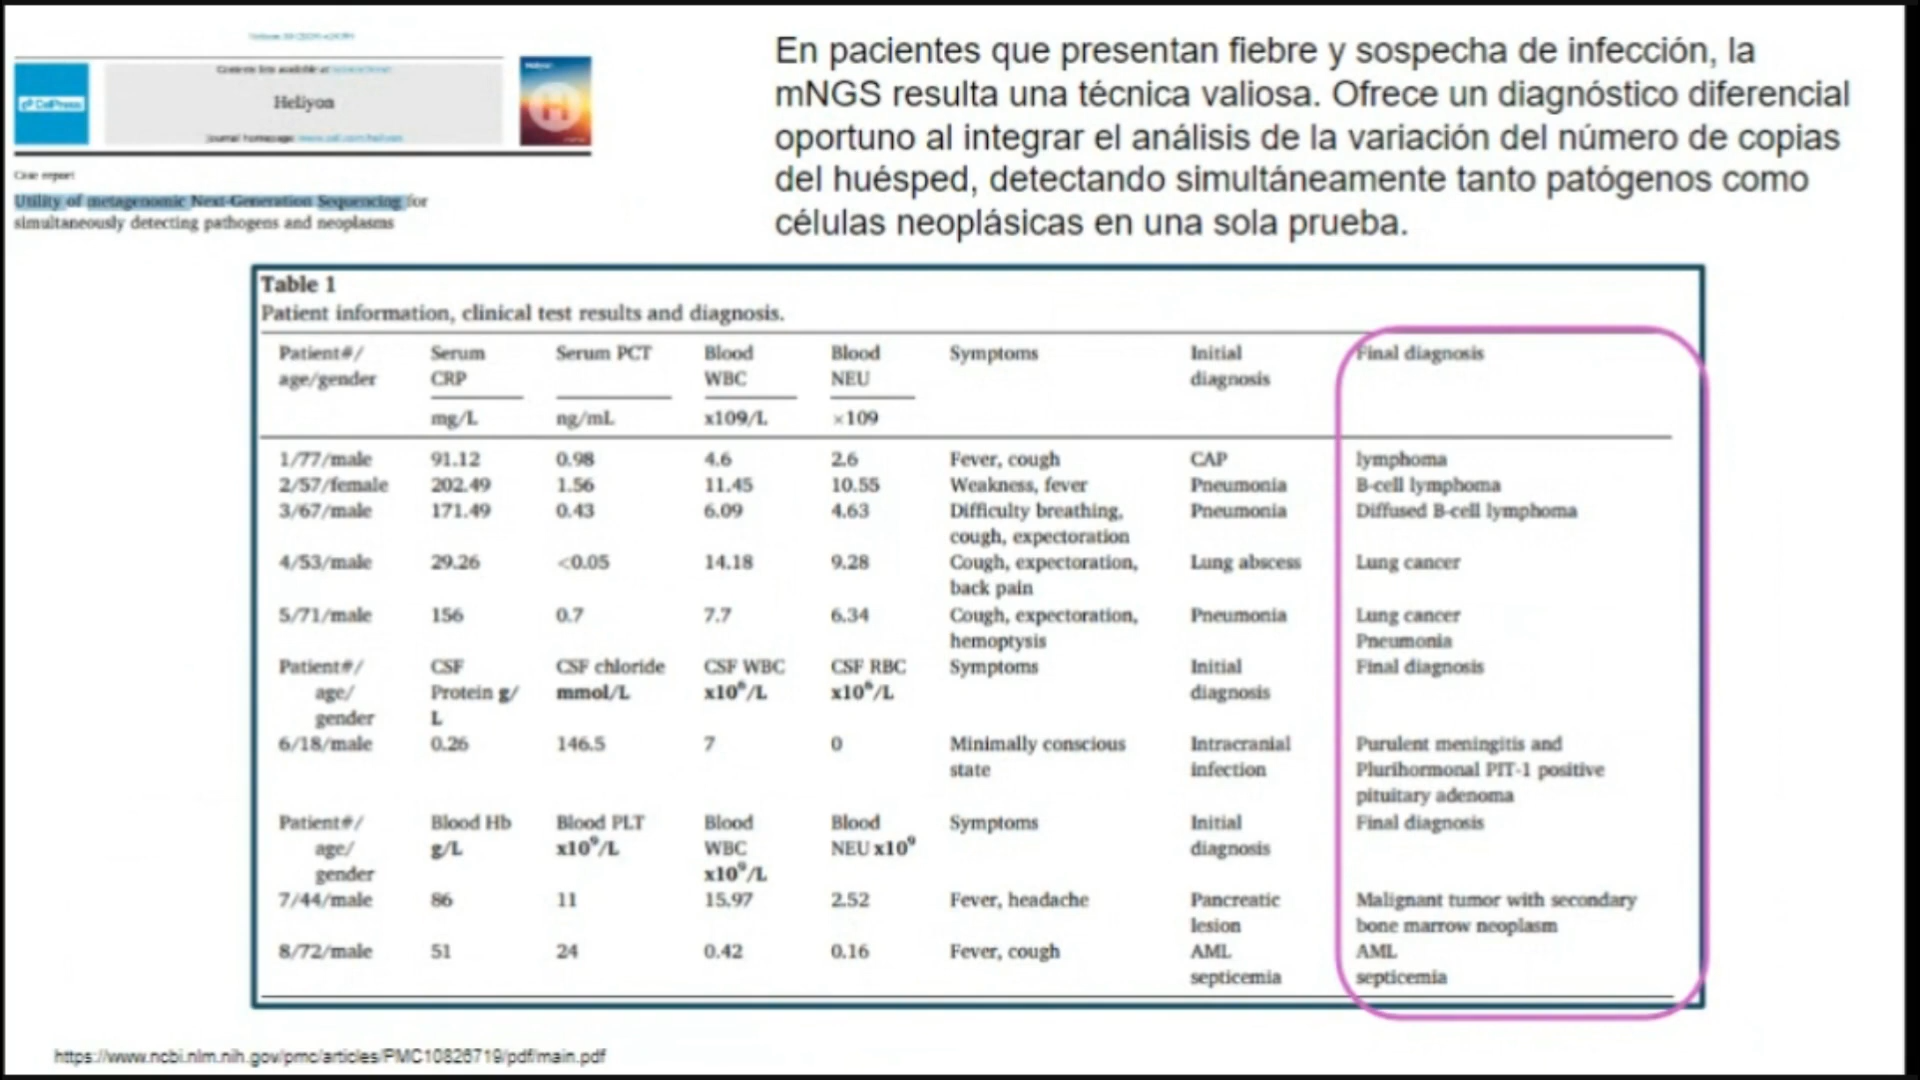 Contents lists available at
Heliyon
journal homepage: www.cell.com/heliyon
CelPress
Case report
Utility of metagenomic Next-Generation Sequencing for
simultaneously detecting pathogens and neoplasms
En pacientes que presentan fiebre y sospecha de infección, la
mNGS resulta una técnica valiosa. Ofrece un diagnóstico diferencial
oportuno al integrar el análisis de la variación del número de copias
del huésped, detectando simultáneamente tanto patógenos como
células neoplásicas en una sola prueba.
Table 1
Patient information, clinical test results and diagnosis.
Patient#/ Serum Serum PCT Blood Blood Symptoms Initial Final diagnosis
age/gender CRP WBC NEU diagnosis
mg/L ng/mL x109/L ×109
1/77/male 91.12 0.98 4.6 2.6 Fever, cough CAP lymphoma
2/57/female 202.49 1.56 11.45 10.55 Weakness, fever Pneumonia B-cell lymphoma
3/67/male 171.49 0.43 6.09 4.63 Difficulty breathing, Pneumonia Diffused B-cell lymphoma
cough, expectoration
4/53/male 29.26 <0.05 14.18 9.28 Cough, expectoration, Lung abscess Lung cancer
back pain
5/71/male 156 0.7 7.7 6.34 Cough, expectoration, Pneumonia Lung cancer
hemoptysis Pneumonia
Patient#/ CSF CSF chloride CSF WBC CSF RBC Symptoms Initial Final diagnosis
age/ Protein g/ mmol/L x10⁶/L x10⁶/L diagnosis
gender L
6/18/male 0.26 146.5 7 0 Minimally conscious Intracranial Purulent meningitis and
state infection Plurihormonal PIT-1 positive
pituitary adenoma
Patient#/ Blood Hb Blood PLT Blood Blood Symptoms Initial Final diagnosis
age/ g/L x10⁹/L WBC NEU x10⁹ diagnosis
gender x10⁹/L
7/44/male 86 11 15.97 2.52 Fever, headache Pancreatic Malignant tumor with secondary
lesion bone marrow neoplasm
8/72/male 51 24 0.42 0.16 Fever, cough AML AML
septicemia septicemia
https://www.ncbi.nlm.nih.gov/pmc/articles/PMC10826719/pdf/main.pdf